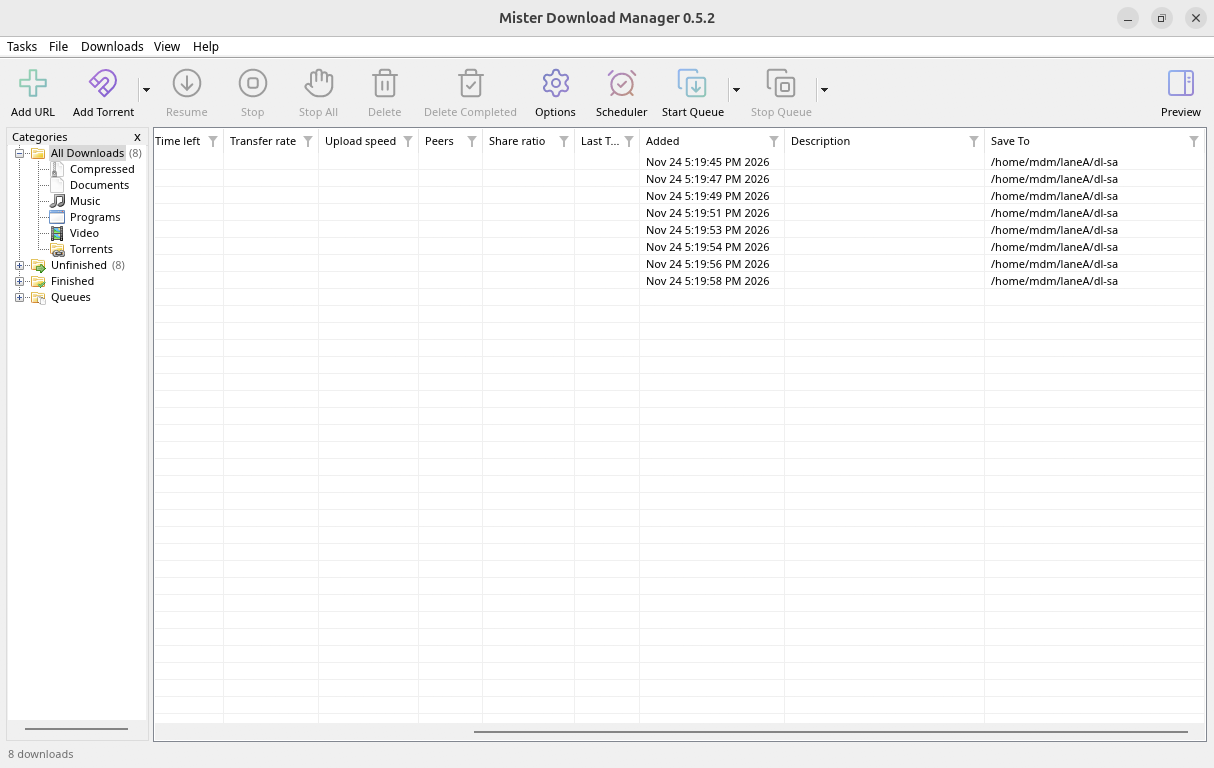 Mister Download Manager 0.5.2
Tasks File Downloads View Help
Add URL Add Torrent Resume Stop Stop All Delete Delete Completed Options Scheduler Start Queue Stop Queue Preview
Categories x
All Downloads (8)
Compressed
Documents
Music
Programs
Video
Torrents
Unfinished (8)
Finished
Queues
Time left Transfer rate Upload speed Peers Share ratio Last T... Added Description Save To
Nov 24 5:19:45 PM 2026 /home/mdm/laneA/dl-sa
Nov 24 5:19:47 PM 2026 /home/mdm/laneA/dl-sa
Nov 24 5:19:49 PM 2026 /home/mdm/laneA/dl-sa
Nov 24 5:19:51 PM 2026 /home/mdm/laneA/dl-sa
Nov 24 5:19:53 PM 2026 /home/mdm/laneA/dl-sa
Nov 24 5:19:54 PM 2026 /home/mdm/laneA/dl-sa
Nov 24 5:19:56 PM 2026 /home/mdm/laneA/dl-sa
Nov 24 5:19:58 PM 2026 /home/mdm/laneA/dl-sa
8 downloads